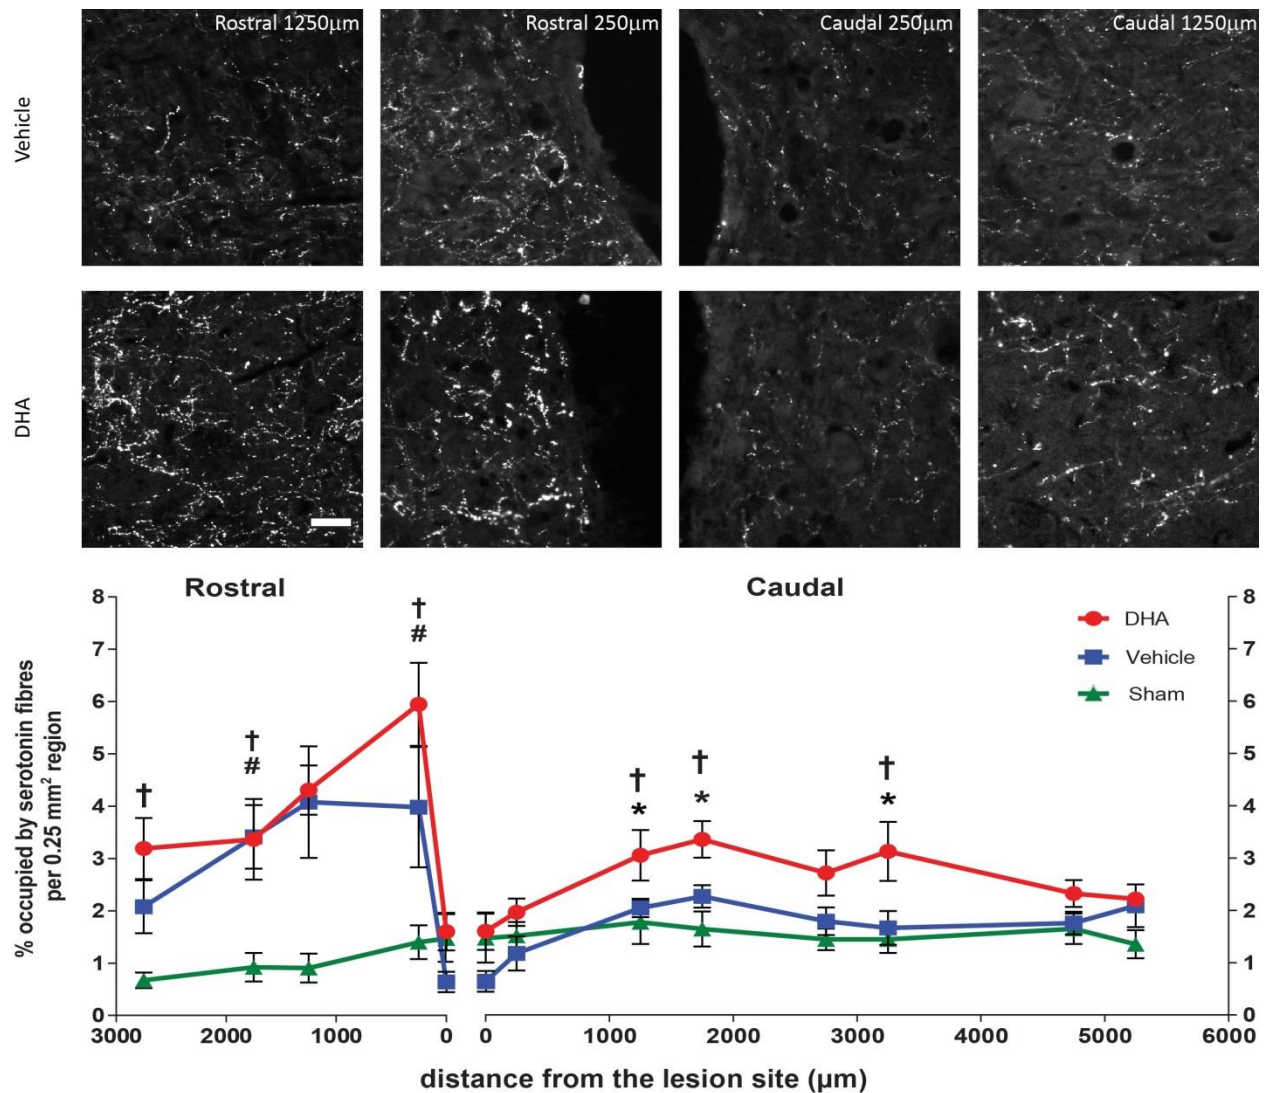 Rostral 1250μm
Rostral 250μm
Caudal 250μm
Caudal 1250μm
Vehicle
DHA
Rostral
Caudal
DHA
Vehicle
Sham
% occupied by serotonin fibres
per 0.25 mm² region
8
7
6
5
4
3
2
1
0
†
†
#
†
#
†
*
†
*
†
*
8
7
6
5
4
3
2
1
0
3000 2000 1000 0 0 1000 2000 3000 4000 5000 6000
distance from the lesion site (μm)